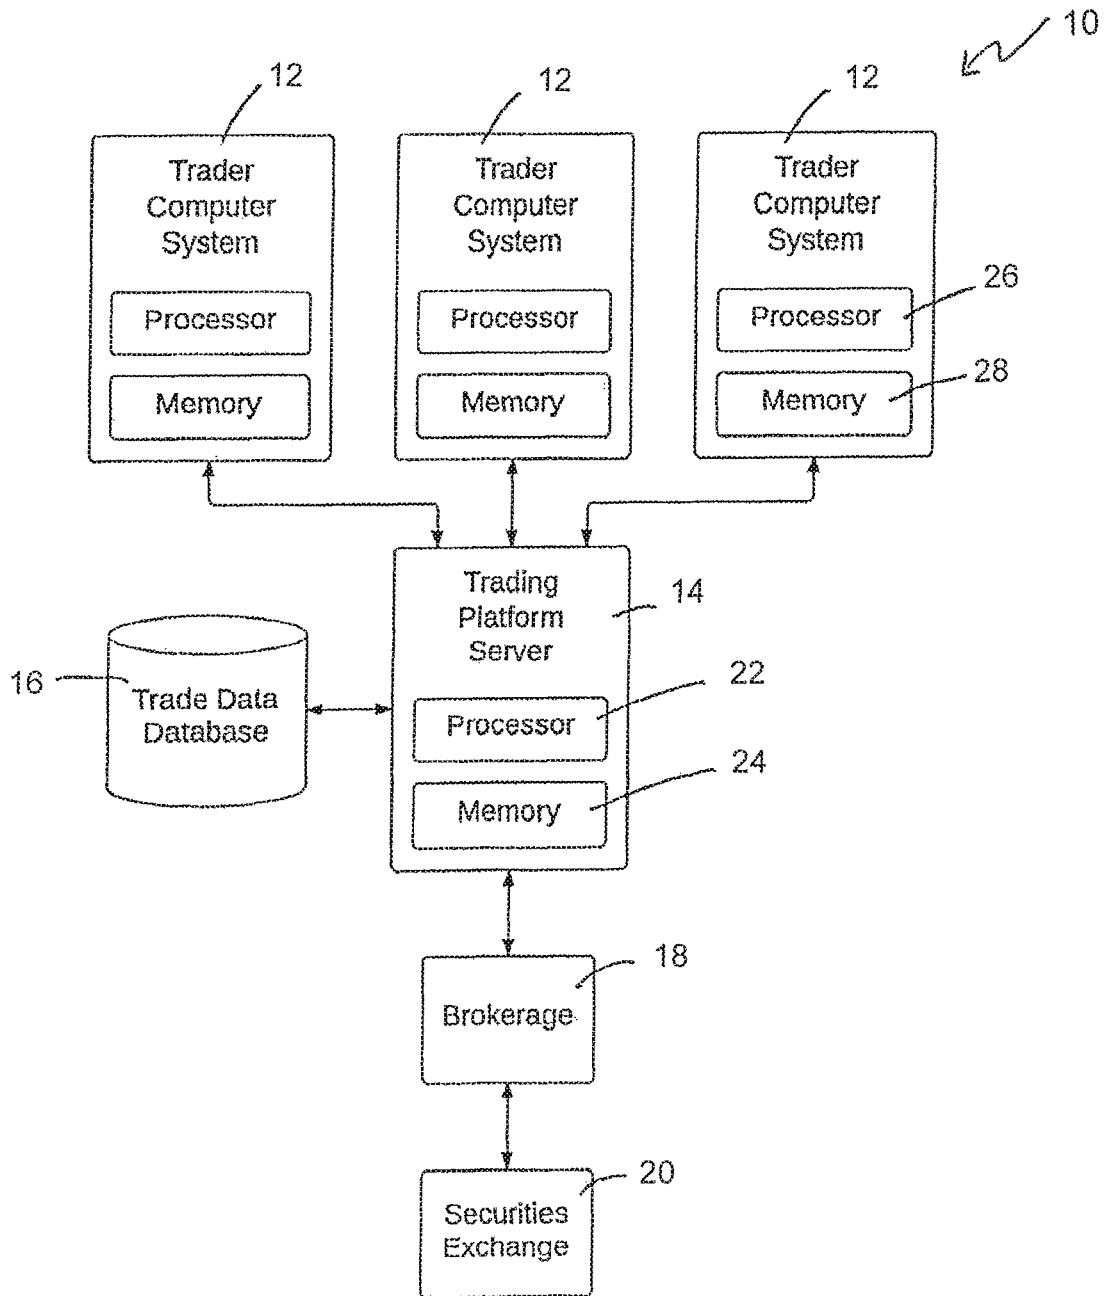 10
12
12
12
Trader
Computer
System
Processor
Memory
Trader
Computer
System
Processor
Memory
Trader
Computer
System
Processor
26
Memory
28
Trading
Platform
Server
14
Processor
22
Memory
24
16
Trade Data
Database
Brokerage
18
Securities
Exchange
20